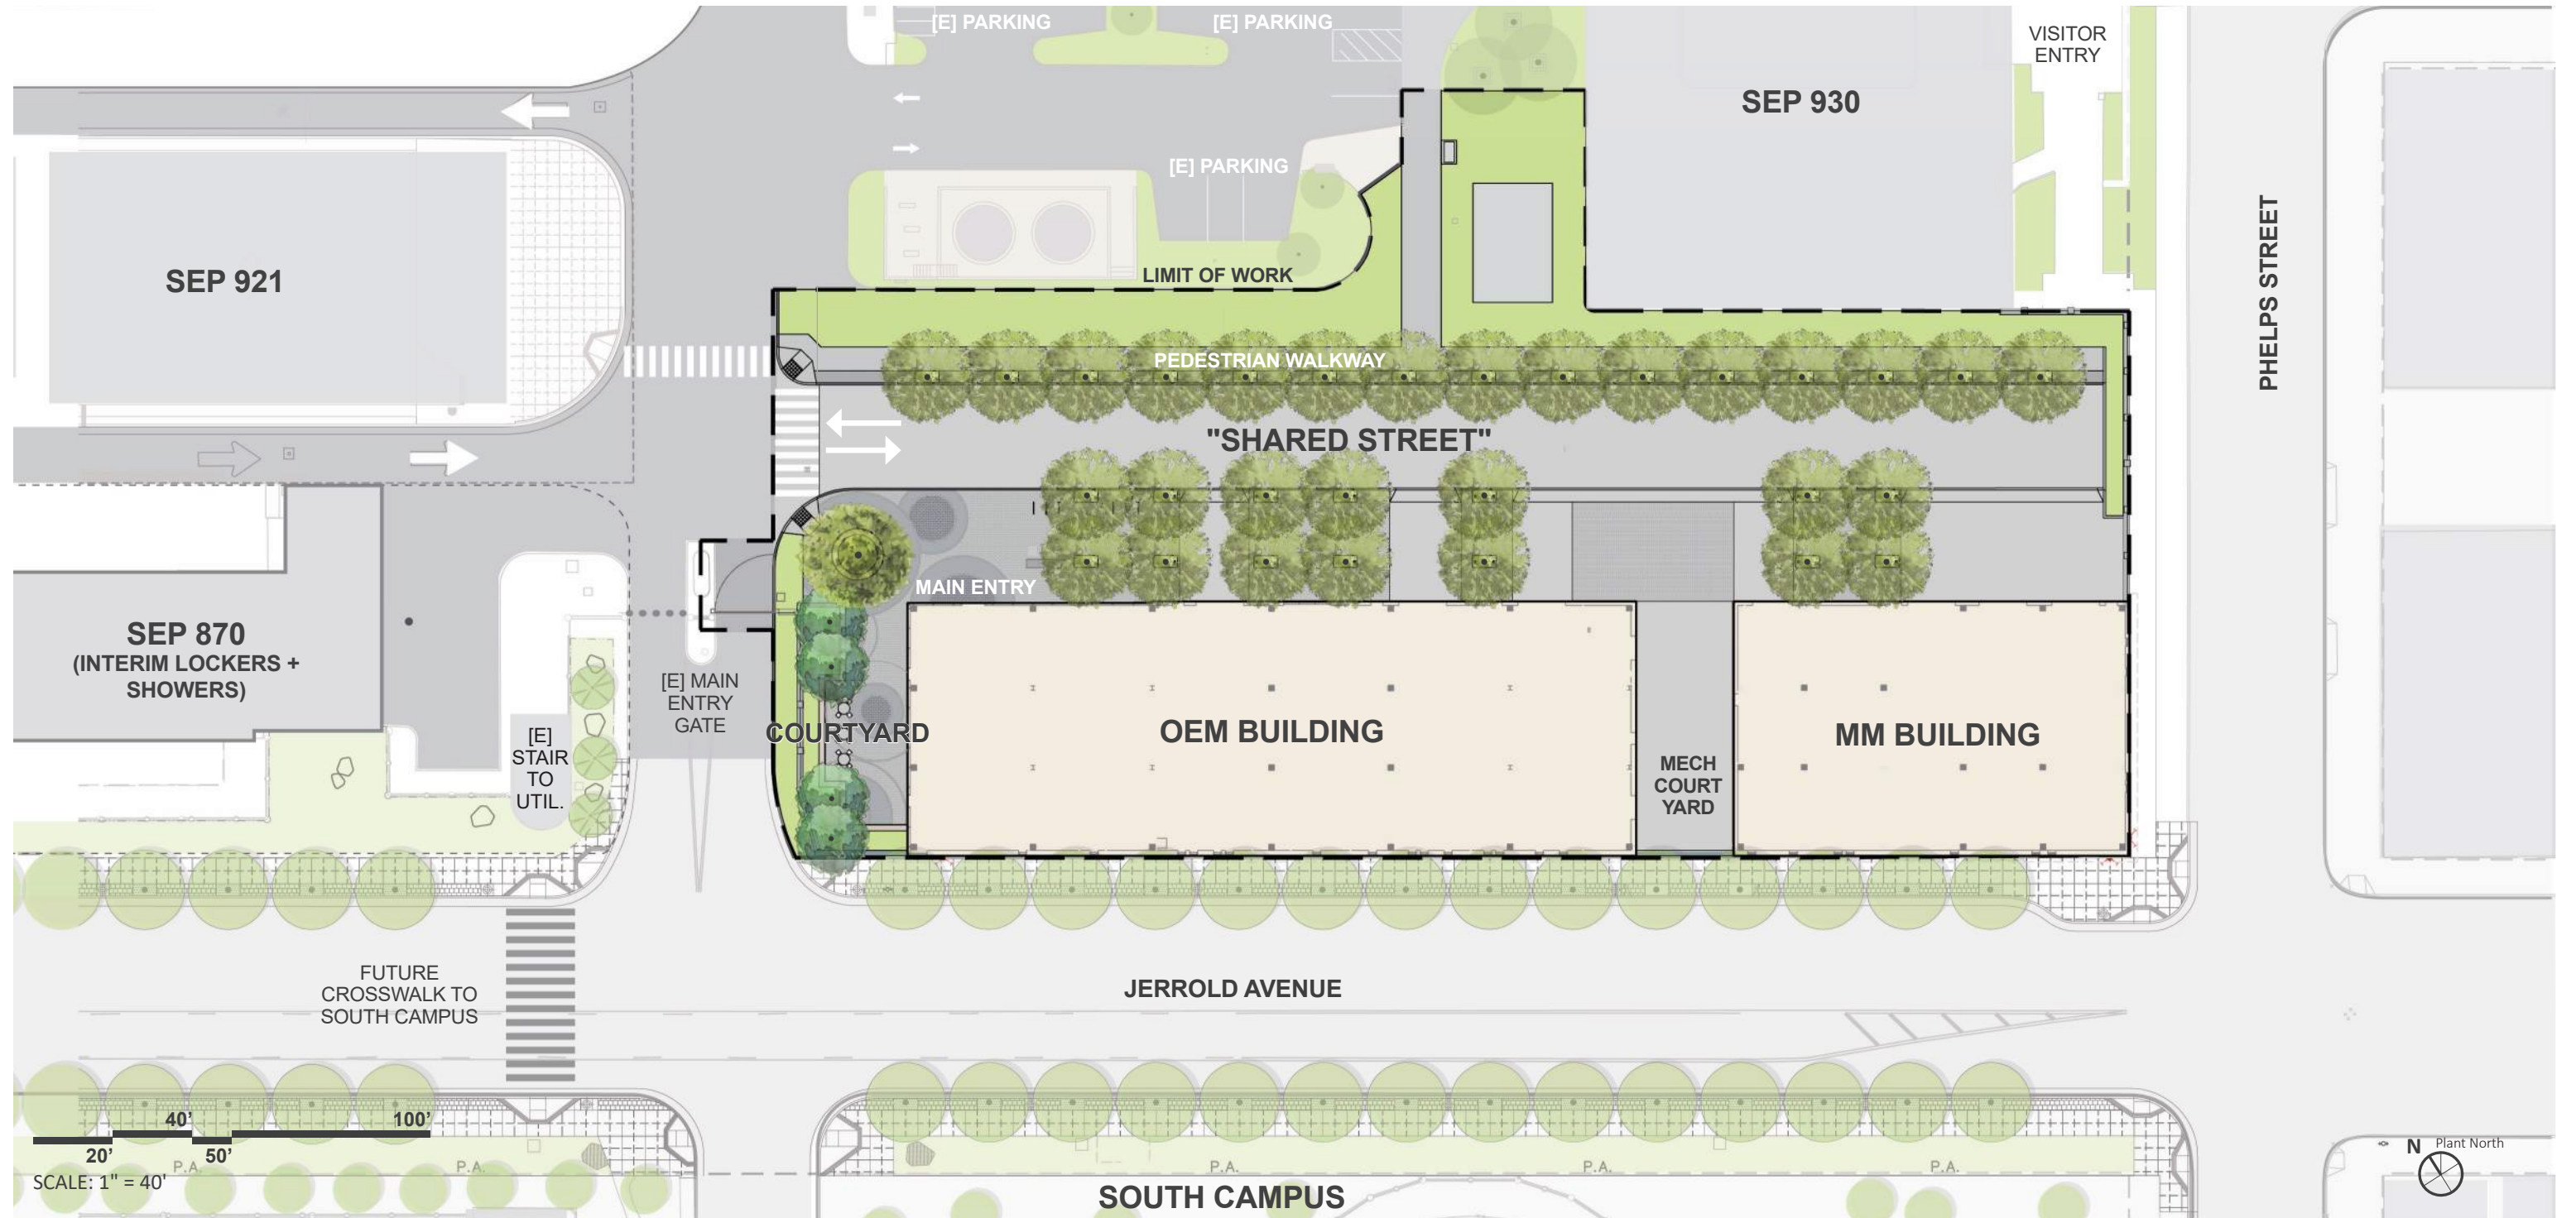 [E] PARKING
[E] PARKING
VISITOR
ENTRY
SEP 930
[E] PARKING
SEP 921
LIMIT OF WORK
PHELPS STREET
PEDESTRIAN WALKWAY
"SHARED STREET"
MAIN ENTRY
SEP 870
(INTERIM LOCKERS +
SHOWERS)
[E] MAIN
ENTRY
GATE
[E]
STAIR
TO
UTIL.
COURTYARD
OEM BUILDING
MECH
COURT
YARD
MM BUILDING
FUTURE
CROSSWALK TO
SOUTH CAMPUS
JERROLD AVENUE
40'
100'
20'
50'
SCALE: 1" = 40'
P.A.
P.A.
P.A.
P.A.
P.A.
SOUTH CAMPUS
N
Plant North